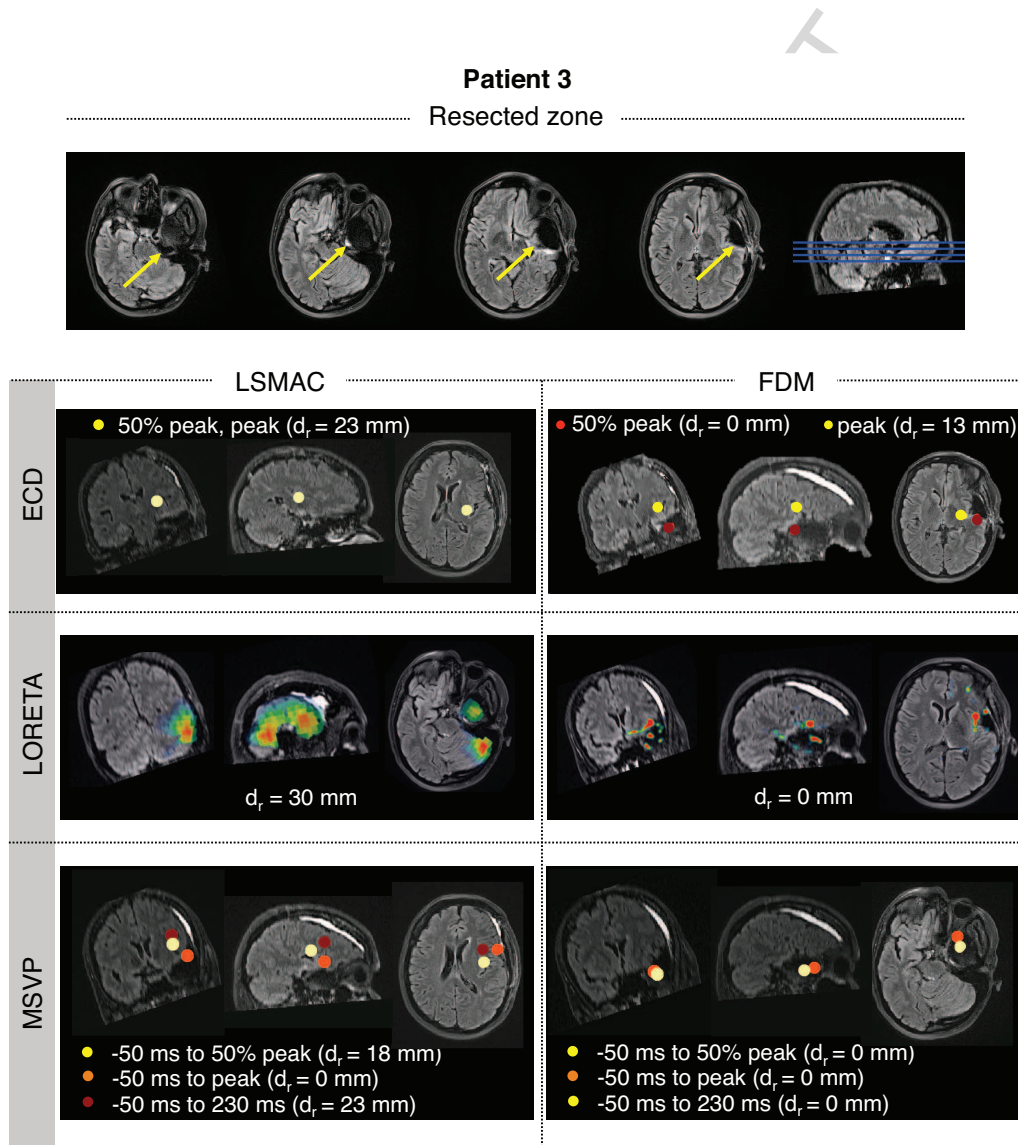 Patient 3
Resected zone
LSMAC
FDM
ECD
50% peak, peak (dr = 23 mm)
50% peak (dr = 0 mm)
peak (dr = 13 mm)
LORETA
dr = 30 mm
dr = 0 mm
MSVP
-50 ms to 50% peak (dr = 18 mm)
-50 ms to peak (dr = 0 mm)
-50 ms to 230 ms (dr = 23 mm)
-50 ms to 50% peak (dr = 0 mm)
-50 ms to peak (dr = 0 mm)
-50 ms to 230 ms (dr = 0 mm)